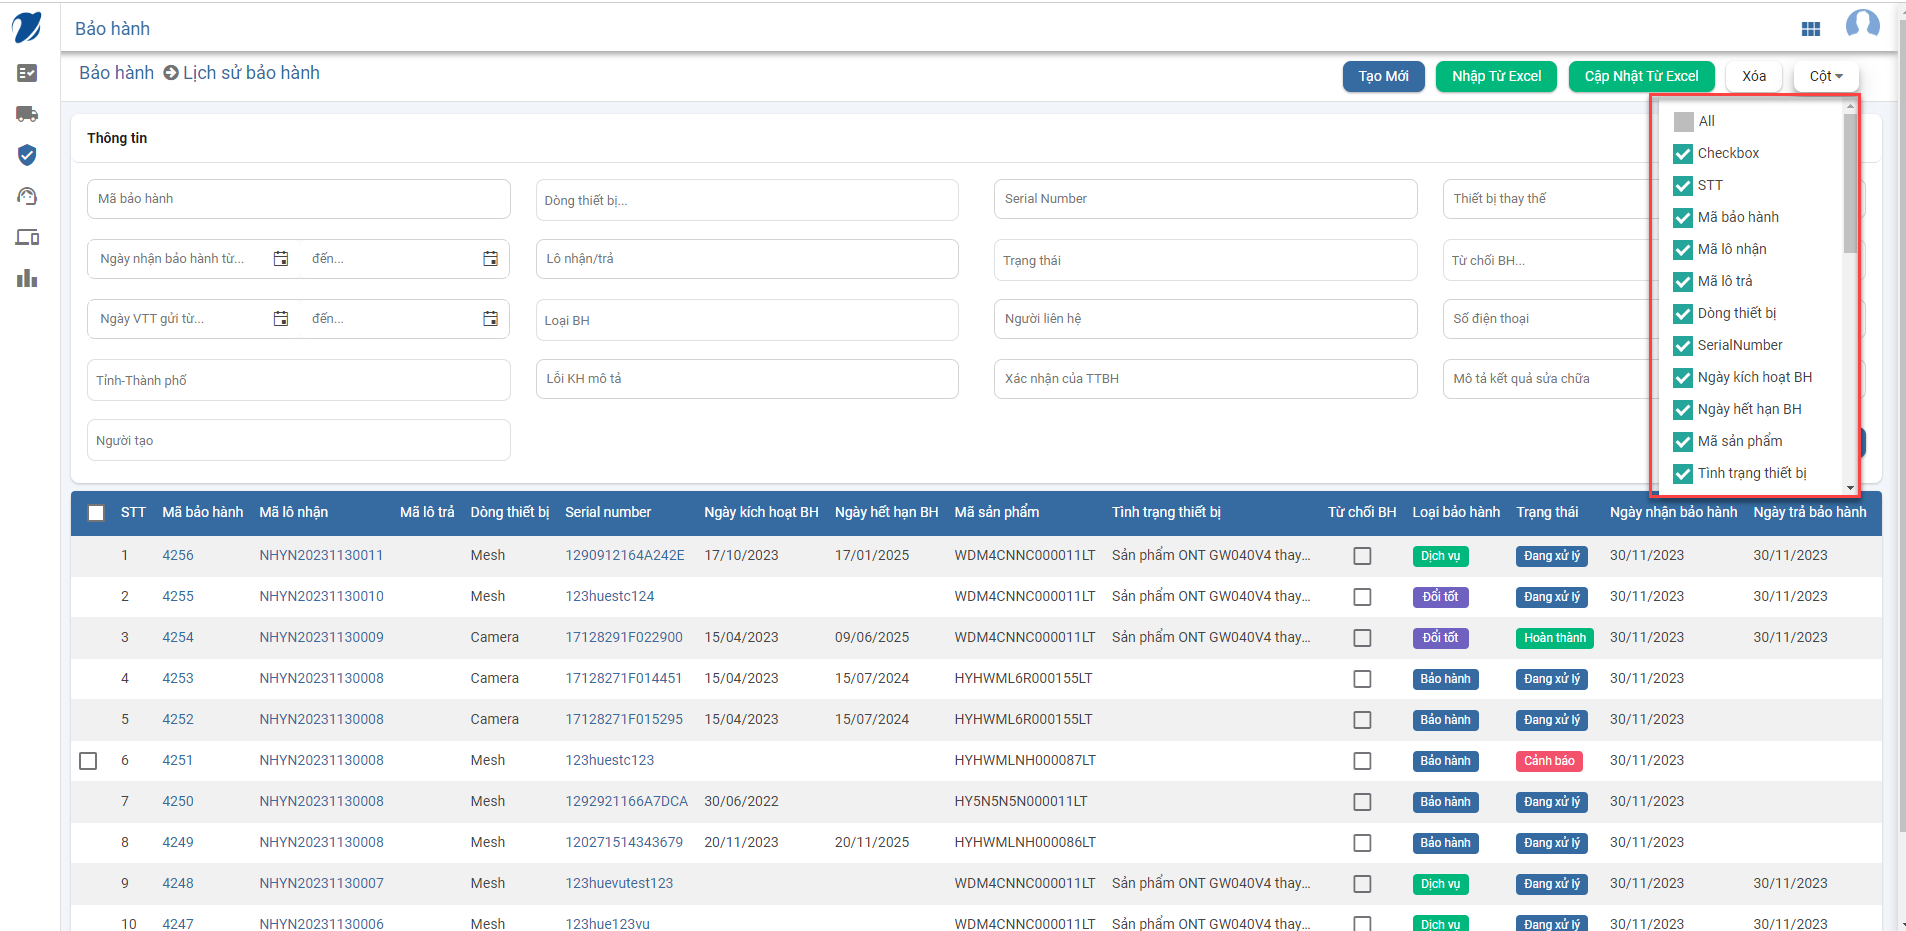 Bảo hành
Bảo hành Lịch sử bảo hành
Tạo Mới Nhập Từ Excel Cập Nhật Từ Excel Xóa Cột
All
Checkbox
STT
Mã bảo hành
Mã lô nhận
Mã lô trả
Dòng thiết bị
SerialNumber
Ngày kích hoạt BH
Ngày hết hạn BH
Mã sản phẩm
Tình trạng thiết bị
Thông tin
Mã bảo hành Dòng thiết bị... Serial Number Thiết bị thay thế
Ngày nhận bảo hành từ... đến... Lô nhận/trả Trạng thái Từ chối BH...
Ngày VTT gửi từ... đến... Loại BH Người liên hệ Số điện thoại
Tỉnh-Thành phố Lỗi KH mô tả Xác nhận của TTBH Mô tả kết quả sửa chữa
Người tạo
STT Mã bảo hành Mã lô nhận Mã lô trả Dòng thiết bị Serial number Ngày kích hoạt BH Ngày hết hạn BH Mã sản phẩm Tình trạng thiết bị Từ chối BH Loại bảo hành Trạng thái Ngày nhận bảo hành Ngày trả bảo hành
1 4256 NHYN20231130011 Mesh 1290912164A242E 17/10/2023 17/01/2025 WDM4CNNC000011LT Sản phẩm ONT GW040V4 thay... Dịch vụ Đang xử lý 30/11/2023 30/11/2023
2 4255 NHYN20231130010 Mesh 123huestc124 WDM4CNNC000011LT Sản phẩm ONT GW040V4 thay... Đổi tốt Đang xử lý 30/11/2023 30/11/2023
3 4254 NHYN20231130009 Camera 17128291F022900 15/04/2023 09/06/2025 WDM4CNNC000011LT Sản phẩm ONT GW040V4 thay... Đổi tốt Hoàn thành 30/11/2023 30/11/2023
4 4253 NHYN20231130008 Camera 17128271F014451 15/04/2023 15/07/2024 HYHWML6R000155LT Bảo hành Đang xử lý 30/11/2023
5 4252 NHYN20231130008 Camera 17128271F015295 15/04/2023 15/07/2024 HYHWML6R000155LT Bảo hành Đang xử lý 30/11/2023
6 4251 NHYN20231130008 Mesh 123huestc123 HYHWMLNH000087LT Bảo hành Cảnh báo 30/11/2023
7 4250 NHYN20231130008 Mesh 1292921166A7DCA 30/06/2022 HY5N5N5N000011LT Bảo hành Đang xử lý 30/11/2023
8 4249 NHYN20231130008 Mesh 120271514343679 20/11/2023 20/11/2025 HYHWMLNH000086LT Bảo hành Đang xử lý 30/11/2023
9 4248 NHYN20231130007 Mesh 123huevutest123 WDM4CNNC000011LT Sản phẩm ONT GW040V4 thay... Dịch vụ Đang xử lý 30/11/2023 30/11/2023
10 4247 NHYN20231130006 Mesh 123hue123vu WDM4CNNC000011LT Sản phẩm ONT GW040V4 thay... Dịch vụ Đang xử lý 30/11/2023 30/11/2023